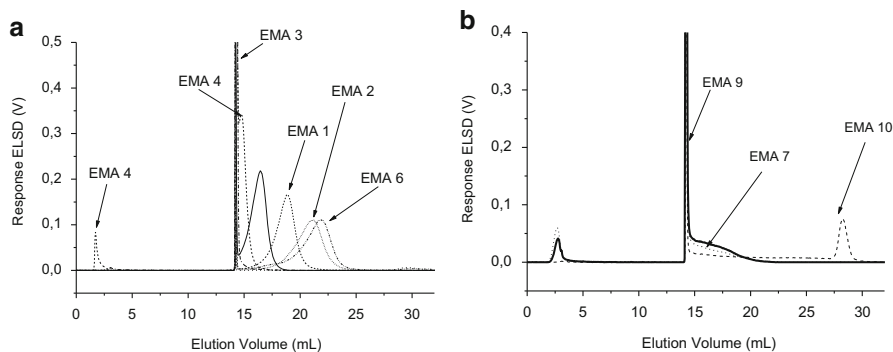 a
EMA 3
EMA 4
EMA 2
EMA 1
EMA 4
EMA 6
Response ELSD (V)
0,5
0,4
0,3
0,2
0,1
0,0
0 5 10 15 20 25 30
Elution Volume (mL)
b
EMA 9
EMA 10
EMA 7
Response ELSD (V)
0,4
0,3
0,2
0,1
0,0
0 5 10 15 20 25 30
Elution Volume (mL)